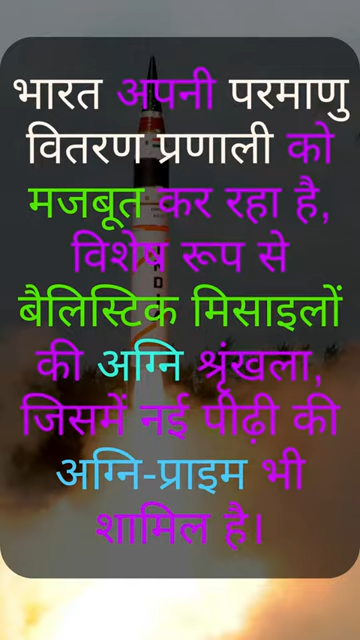 भारत अपनी परमाणु
वितरण प्रणाली को
मजबूत कर रहा है,
विशेष रूप से
बैलिस्टिक मिसाइलों
की अग्नि श्रृंखला,
जिसमें नई पीढ़ी की
अग्नि-प्राइम भी
शामिल है।